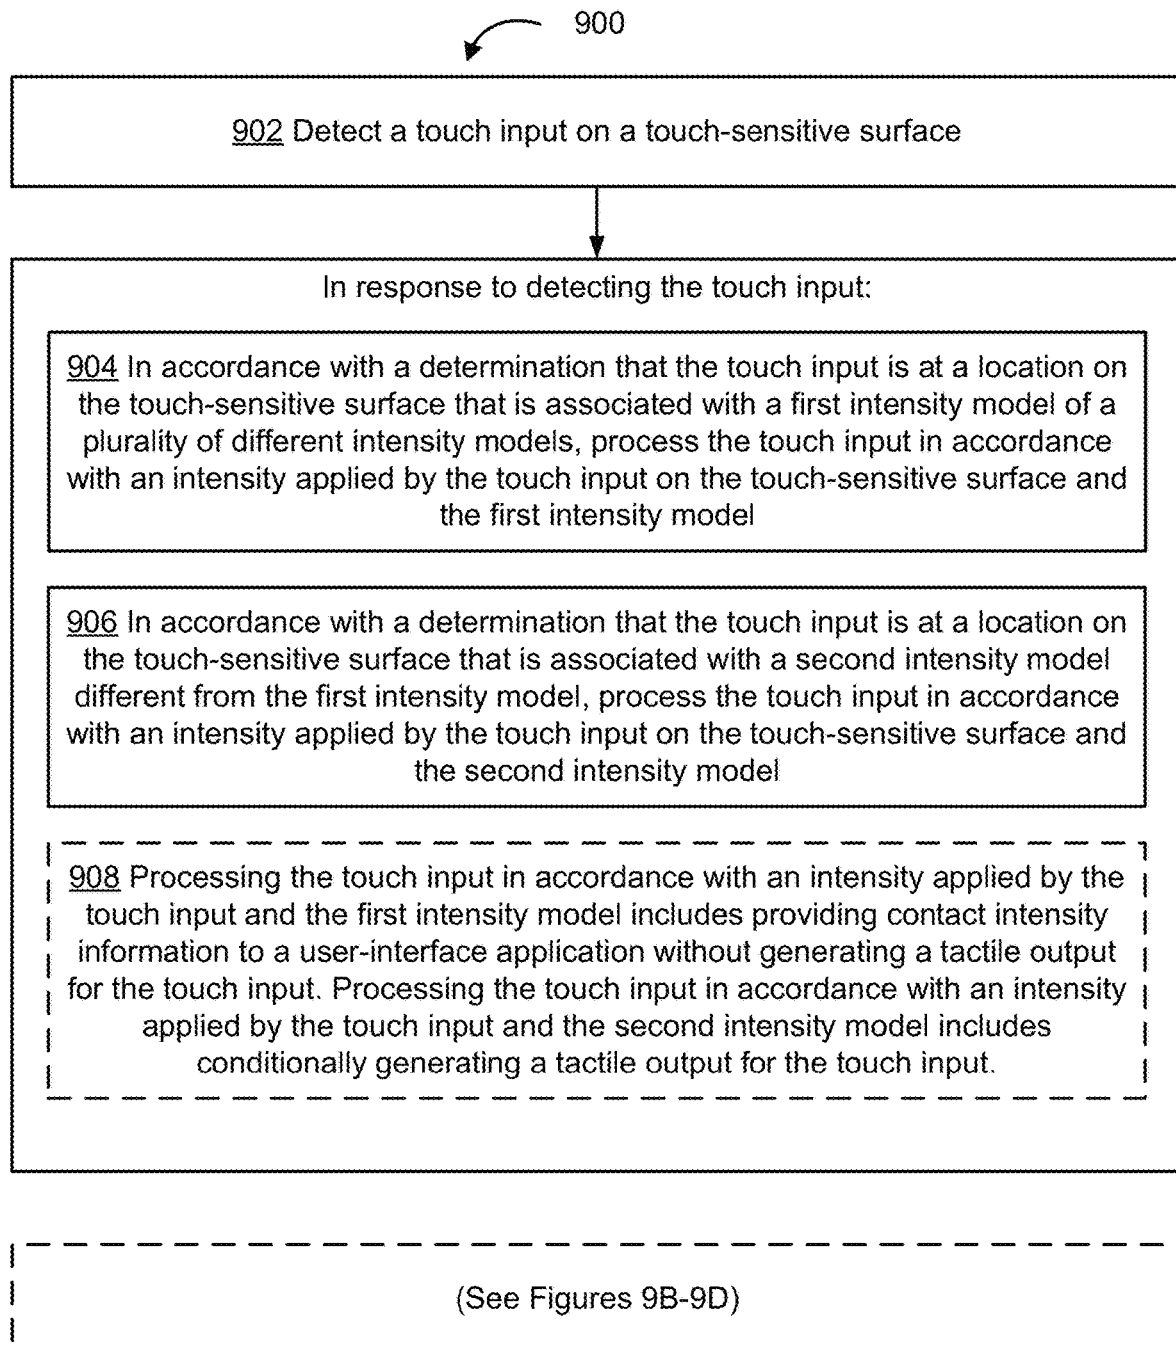 900
902 Detect a touch input on a touch-sensitive surface
In response to detecting the touch input:
904 In accordance with a determination that the touch input is at a location on
the touch-sensitive surface that is associated with a first intensity model of a
plurality of different intensity models, process the touch input in accordance
with an intensity applied by the touch input on the touch-sensitive surface and
the first intensity model
906 In accordance with a determination that the touch input is at a location on
the touch-sensitive surface that is associated with a second intensity model
different from the first intensity model, process the touch input in accordance
with an intensity applied by the touch input on the touch-sensitive surface and
the second intensity model
908 Processing the touch input in accordance with an intensity applied by the
touch input and the first intensity model includes providing contact intensity
information to a user-interface application without generating a tactile output
for the touch input. Processing the touch input in accordance with an intensity
applied by the touch input and the second intensity model includes
conditionally generating a tactile output for the touch input.
(See Figures 9B-9D)